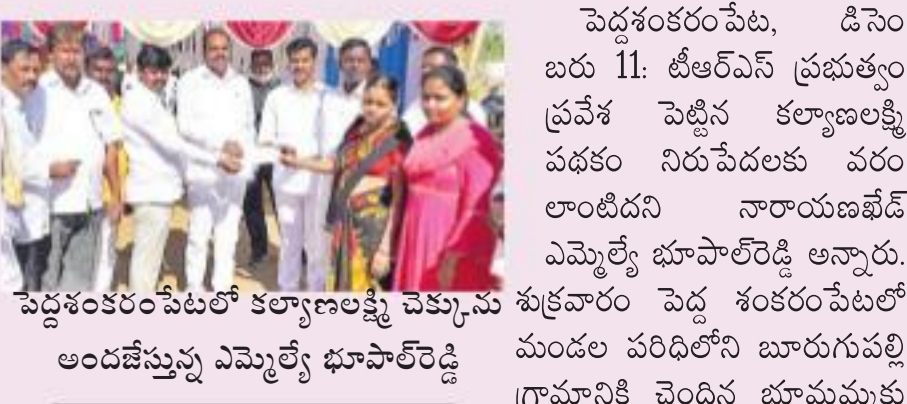 పెద్దశంకరంపేటలో కల్యాణలక్ష్మి చెక్కును
అందజేస్తున్న ఎమ్మెల్యే భూపాల్‌రెడ్డి
పెద్దశంకరంపేట, డిసెం
బరు 11: టీఆర్‌ఎస్ ప్రభుత్వం
ప్రవేశ పెట్టిన కల్యాణలక్ష్మి
పథకం నిరుపేదలకు వరం
లాంటిదని నారాయణఖేడ్
ఎమ్మెల్యే భూపాల్‌రెడ్డి అన్నారు.
శుక్రవారం పెద్ద శంకరంపేటలో
మండల పరిధిలోని బూరుగుపల్లి
గ్రామానికి చెందిన భూమమ్మకు